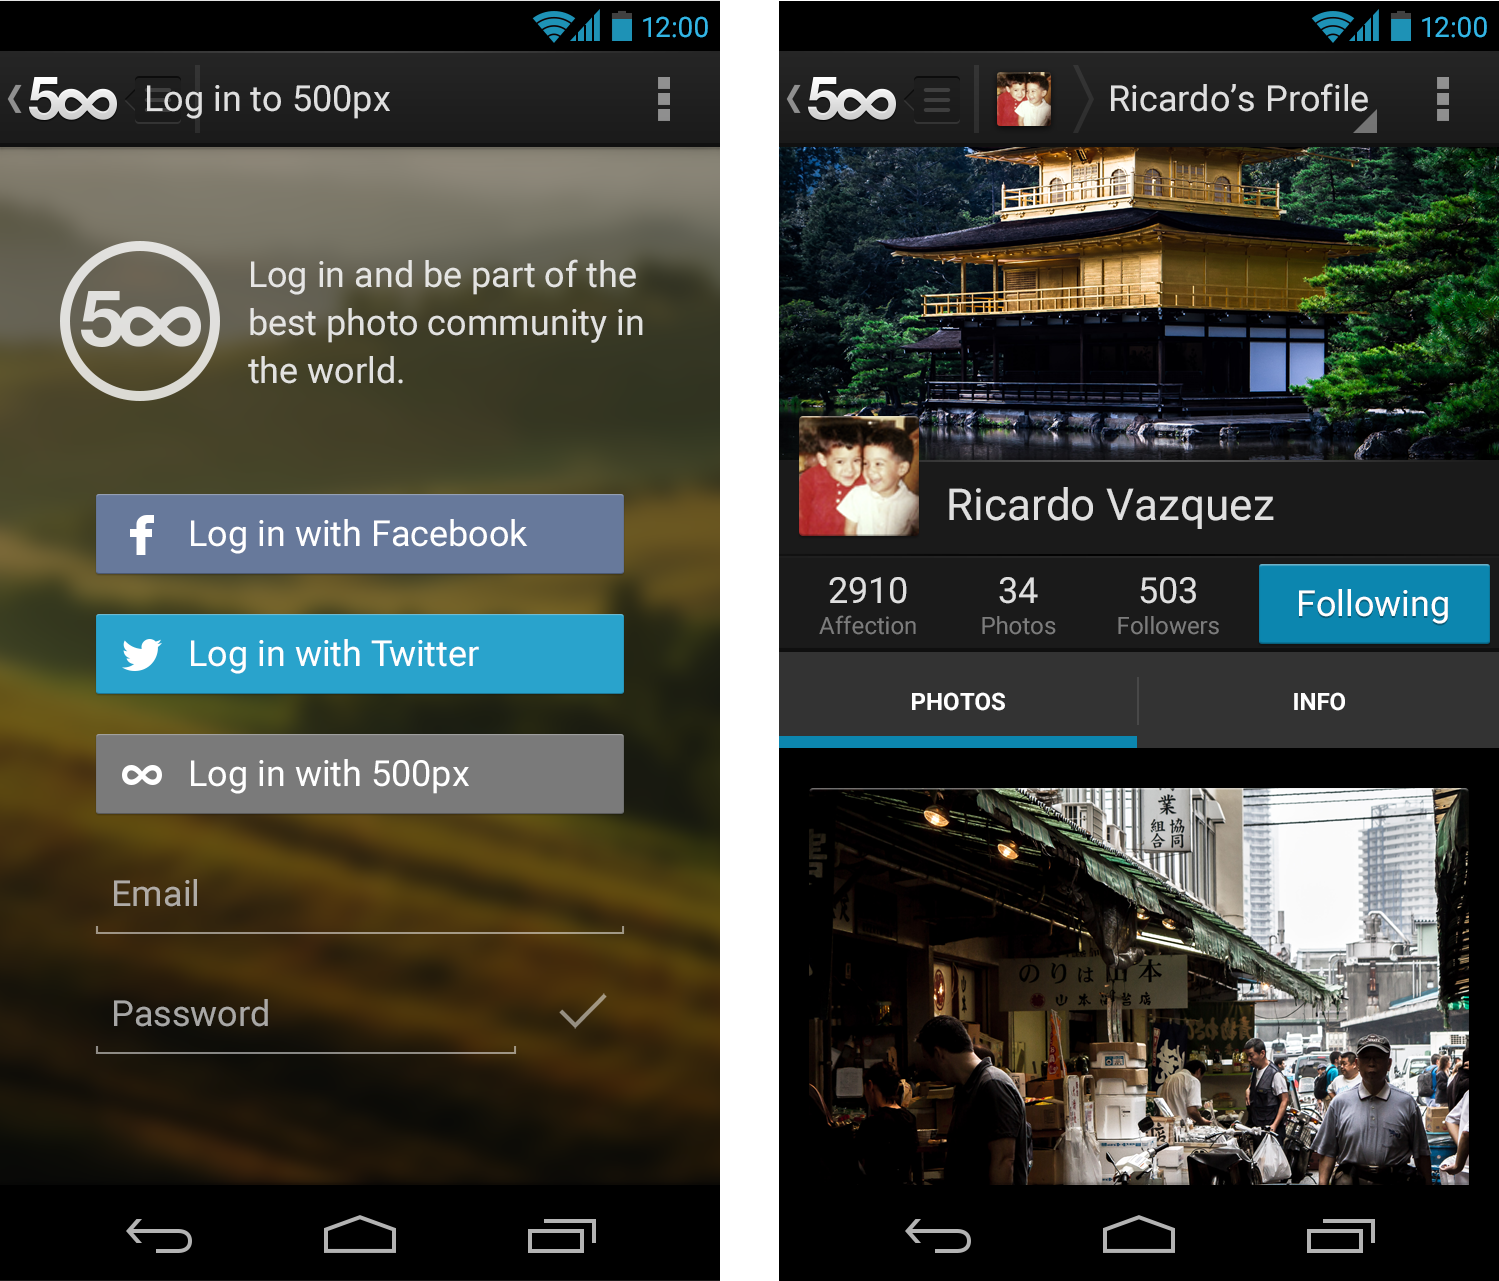 12:00
500 Log in to 500px
500
Log in and be part of the
best photo community in
the world.
Log in with Facebook
Log in with Twitter
Log in with 500px
Email
Password
12:00
500 Ricardo’s Profile
Ricardo Vazquez
2910 34 503
Affection Photos Followers
Following
PHOTOS INFO
業
組合
協同
のりは山本
山本海苔店